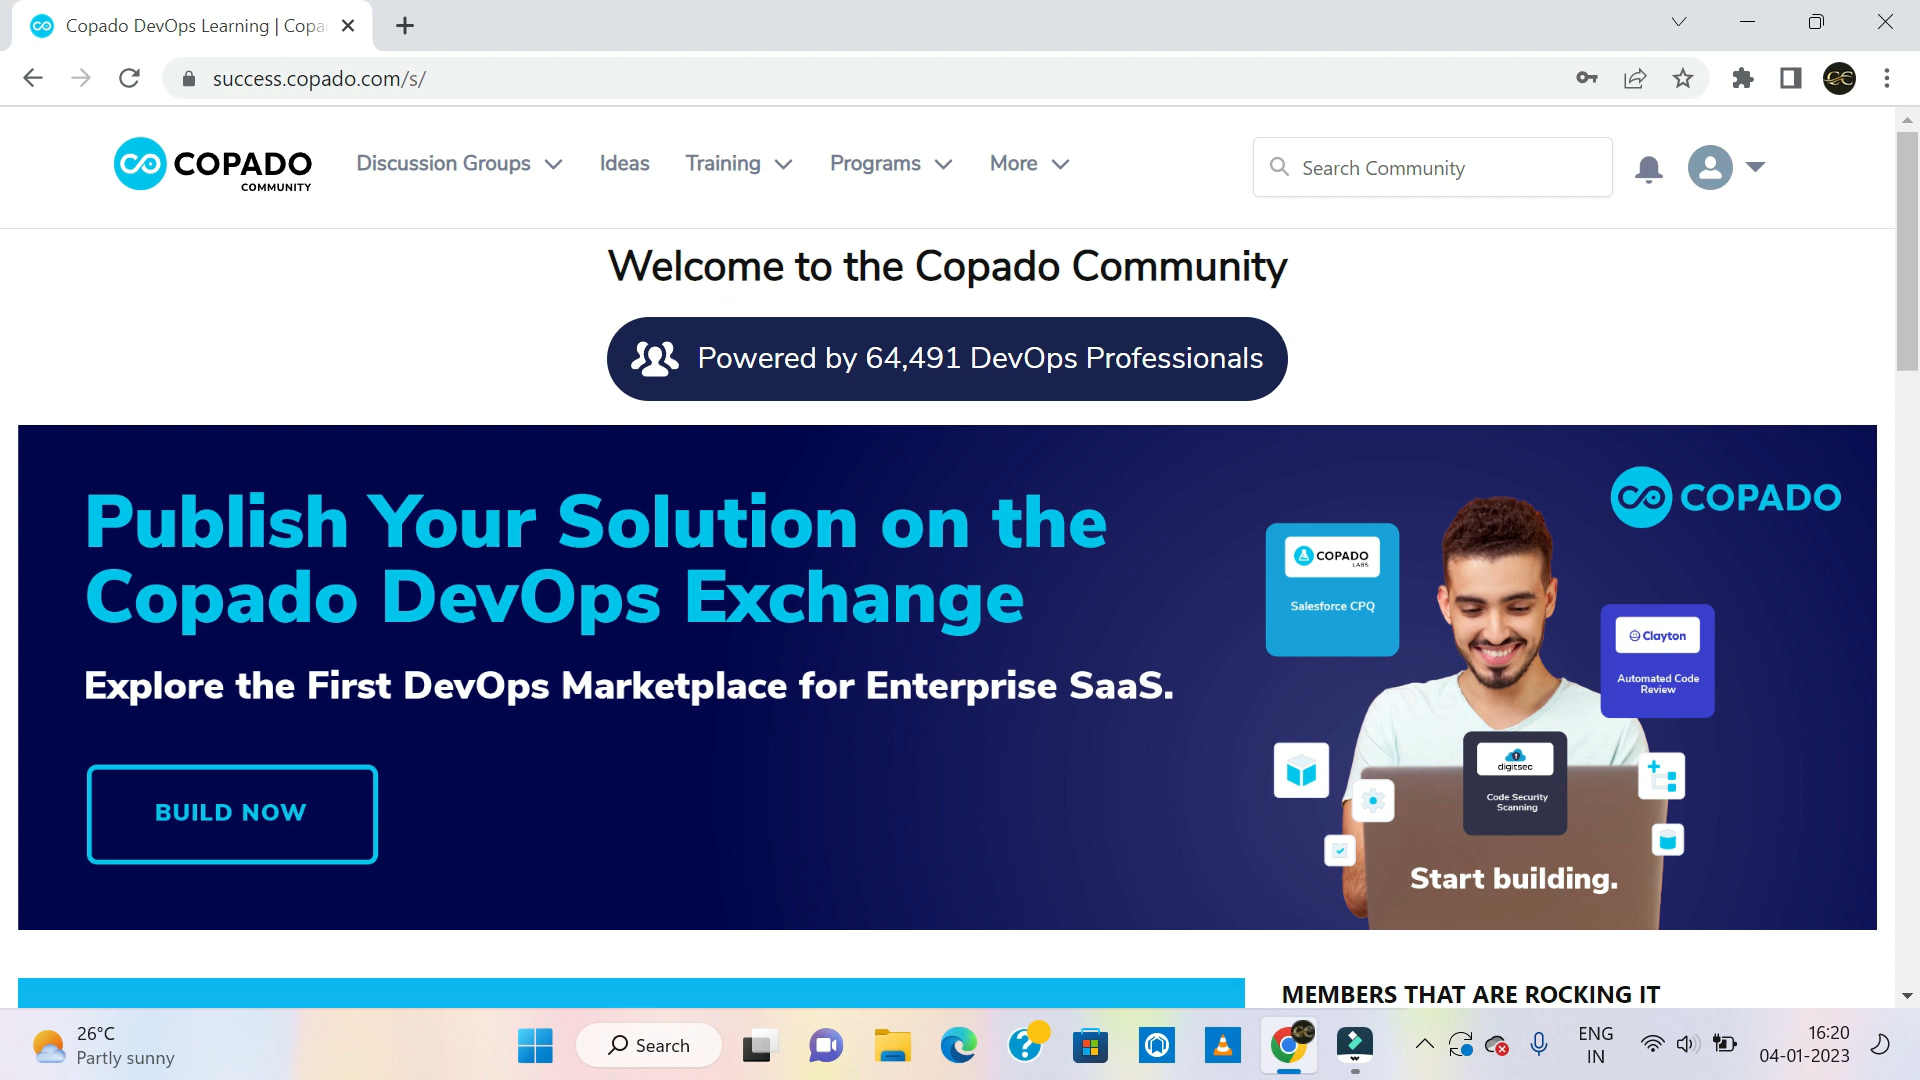 Copado DevOps Learning | Copa
success.copado.com/s/
COPADO
COMMUNITY
Discussion Groups
Ideas
Training
Programs
More
Search Community
Welcome to the Copado Community
Powered by 64,491 DevOps Professionals
Publish Your Solution on the
Copado DevOps Exchange
Explore the First DevOps Marketplace for Enterprise SaaS.
BUILD NOW
COPADO
COPADO
LABS
Salesforce CPQ
Clayton
Automated Code
Review
digitsec
Code Security
Scanning
Start building.
MEMBERS THAT ARE ROCKING IT
26°C
Partly sunny
Search
ENG
IN
16:20
04-01-2023